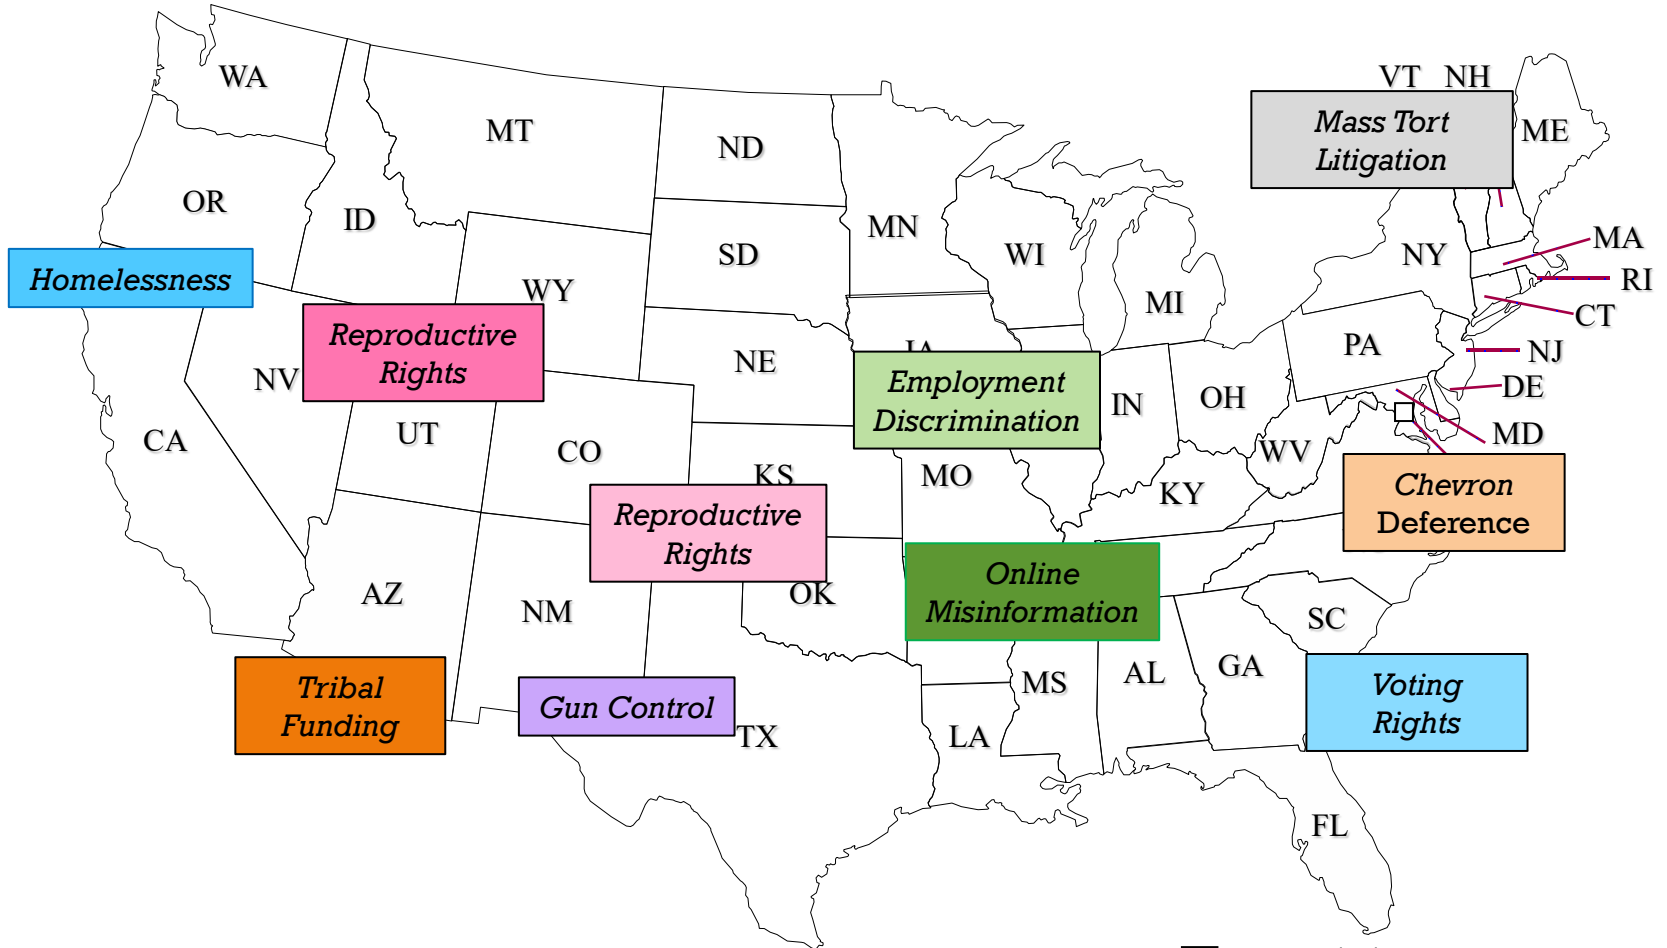 WA
MT
ND
VT NH
Mass Tort
Litigation
ME
OR
ID
SD
MN
WI
NY
MA
RI
Homelessness
WY
MI
CT
Reproductive
Rights
NV
NE
IA
PA
NJ
Employment
Discrimination
IN
OH
DE
CA
UT
CO
KS
MO
WV
MD
KY
Reproductive
Rights
Chevron
Deference
AZ
NM
OK
Online
Misinformation
SC
Tribal
Funding
Gun Control
TX
LA
MS
AL
GA
Voting
Rights
FL